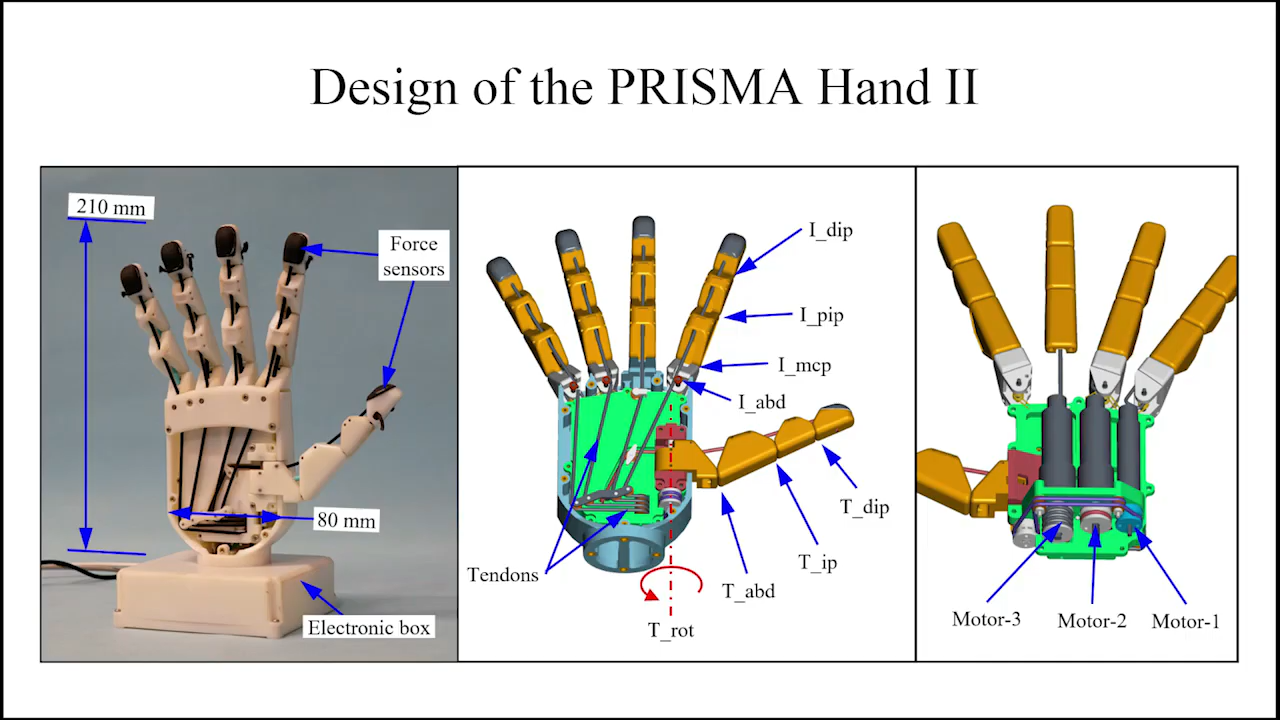 Design of the PRISMA Hand II
210 mm
Force
sensors
80 mm
Electronic box
I_dip
I_pip
I_mcp
I_abd
T_dip
T_ip
T_abd
Tendons
T_rot
Motor-3
Motor-2
Motor-1